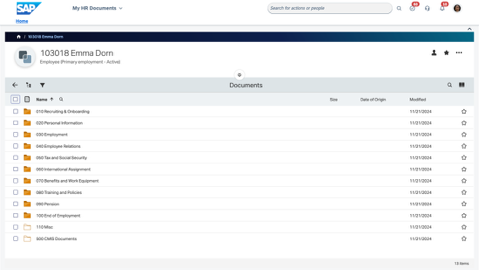 SAP
My HR Documents
Search for actions or people
Home
/ 103018 Emma Dorn
103018 Emma Dorn
Employee (Primary employment - Active)
Documents
Name Size Date of Origin Modified
010 Recruiting & Onboarding 11/21/2024
020 Personal Information 11/21/2024
030 Employment 11/21/2024
040 Employee Relations 11/21/2024
050 Tax and Social Security 11/21/2024
060 International Assignment 11/21/2024
070 Benefits and Work Equipment 11/21/2024
080 Training and Policies 11/21/2024
090 Pension 11/21/2024
100 End of Employment 11/21/2024
110 Misc 11/21/2024
300 CMIS Documents 11/21/2024
13 items